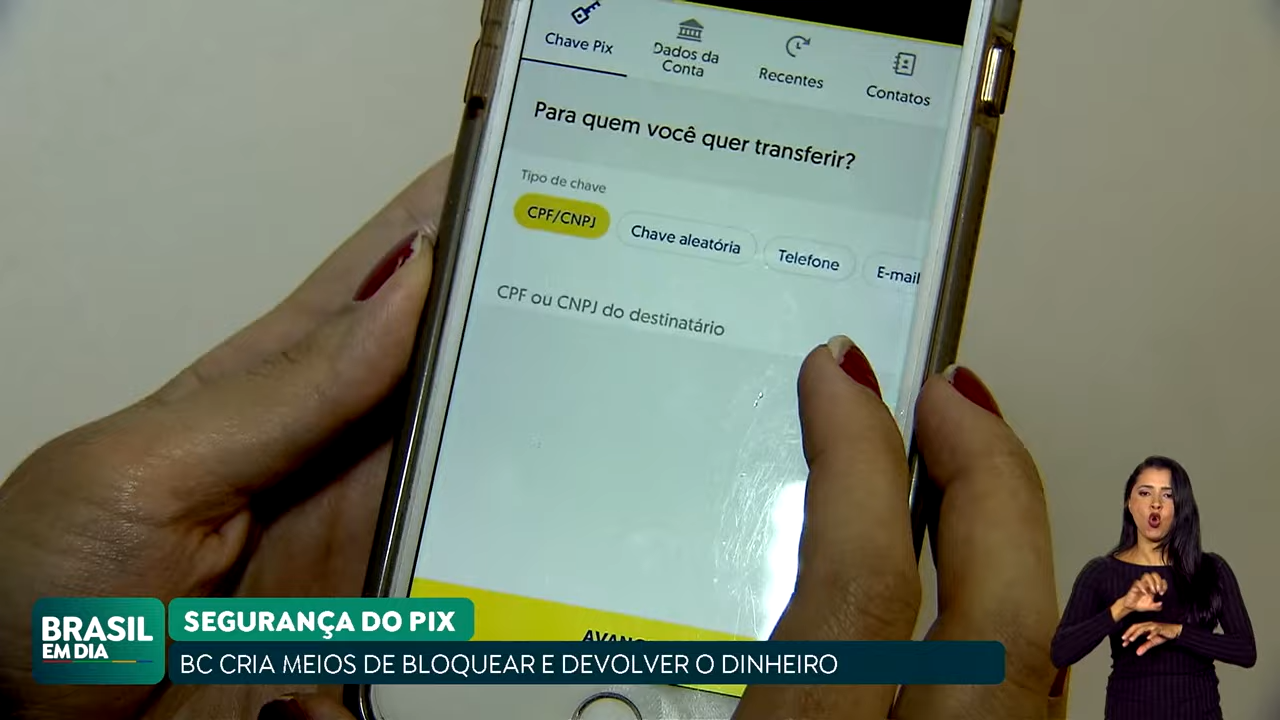 Chave Pix
Dados da
Conta
Recentes
Contatos
Para quem você quer transferir?
Tipo de chave
CPF/CNPJ
Chave aleatória
Telefone
E-mail
CPF ou CNPJ do destinatário
BRASIL
EM DIA
SEGURANÇA DO PIX
BC CRIA MEIOS DE BLOQUEAR E DEVOLVER O DINHEIRO